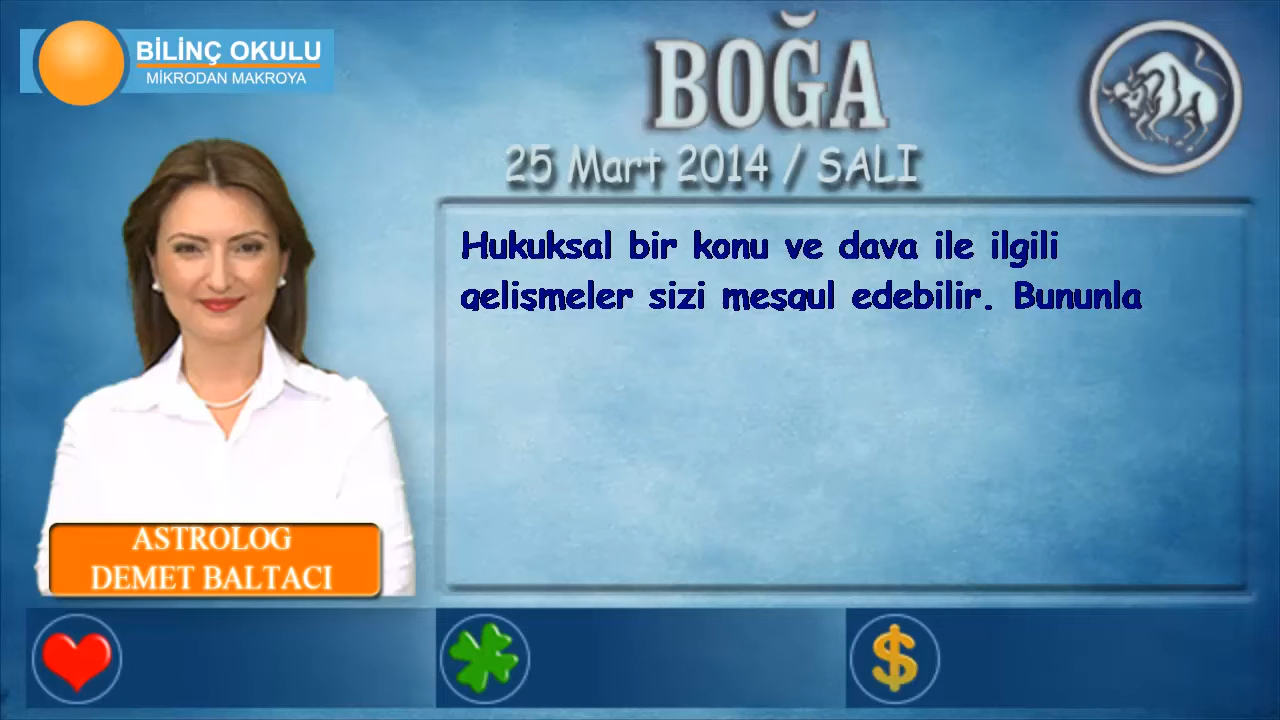 BİLİNÇ OKULU
MİKRODAN MAKROYA
BOĞA
25 Mart 2014 / SALI
Hukuksal bir konu ve dava ile ilgili
gelişmeler sizi meşgul edebilir. Bununla
ASTROLOG
DEMET BALTACI